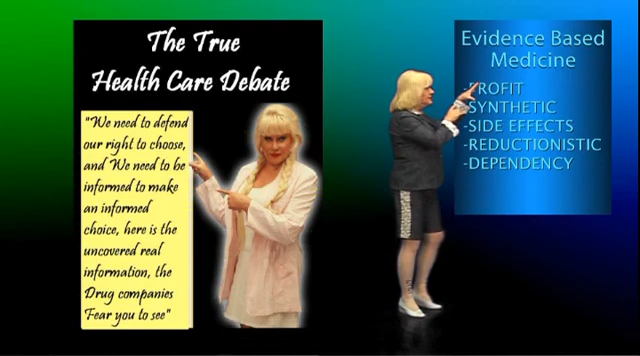 The True
Health Care Debate
"We need to defend
our right to choose,
and We need to be
informed to make
an informed
choice, here is the
uncovered real
information, the
Drug companies
Fear you to see"
Evidence Based
Medicine
-PROFIT
-SYNTHETIC
-SIDE EFFECTS
-REDUCTIONISTIC
-DEPENDENCY